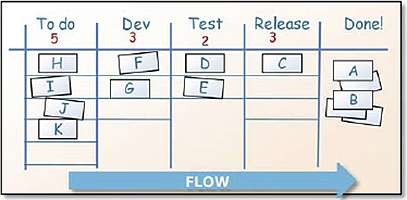 To do Dev Test Release Done!
5 3 2 3
H F D C A
I G E
J B
K
FLOW